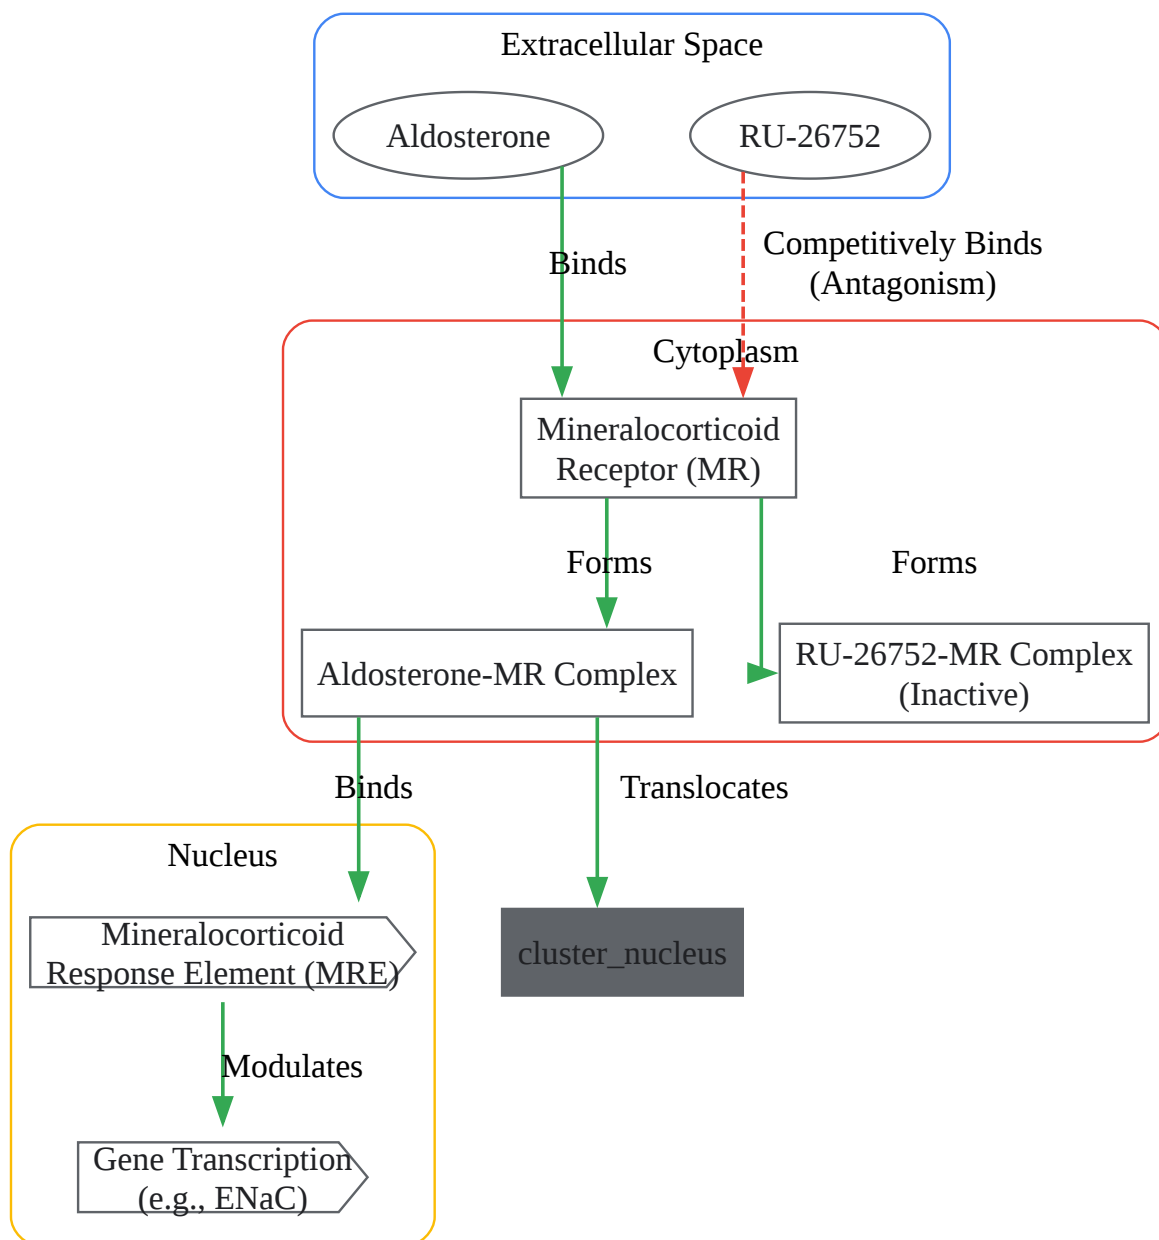 Extracellular Space
Aldosterone
RU-26752
Binds
Competitively Binds
(Antagonism)
Cytoplasm
Mineralocorticoid
Receptor (MR)
Forms
Forms
Aldosterone-MR Complex
RU-26752-MR Complex
(Inactive)
Binds
Translocates
Nucleus
Mineralocorticoid
Response Element (MRE)
cluster_nucleus
Modulates
Gene Transcription
(e.g., ENaC)